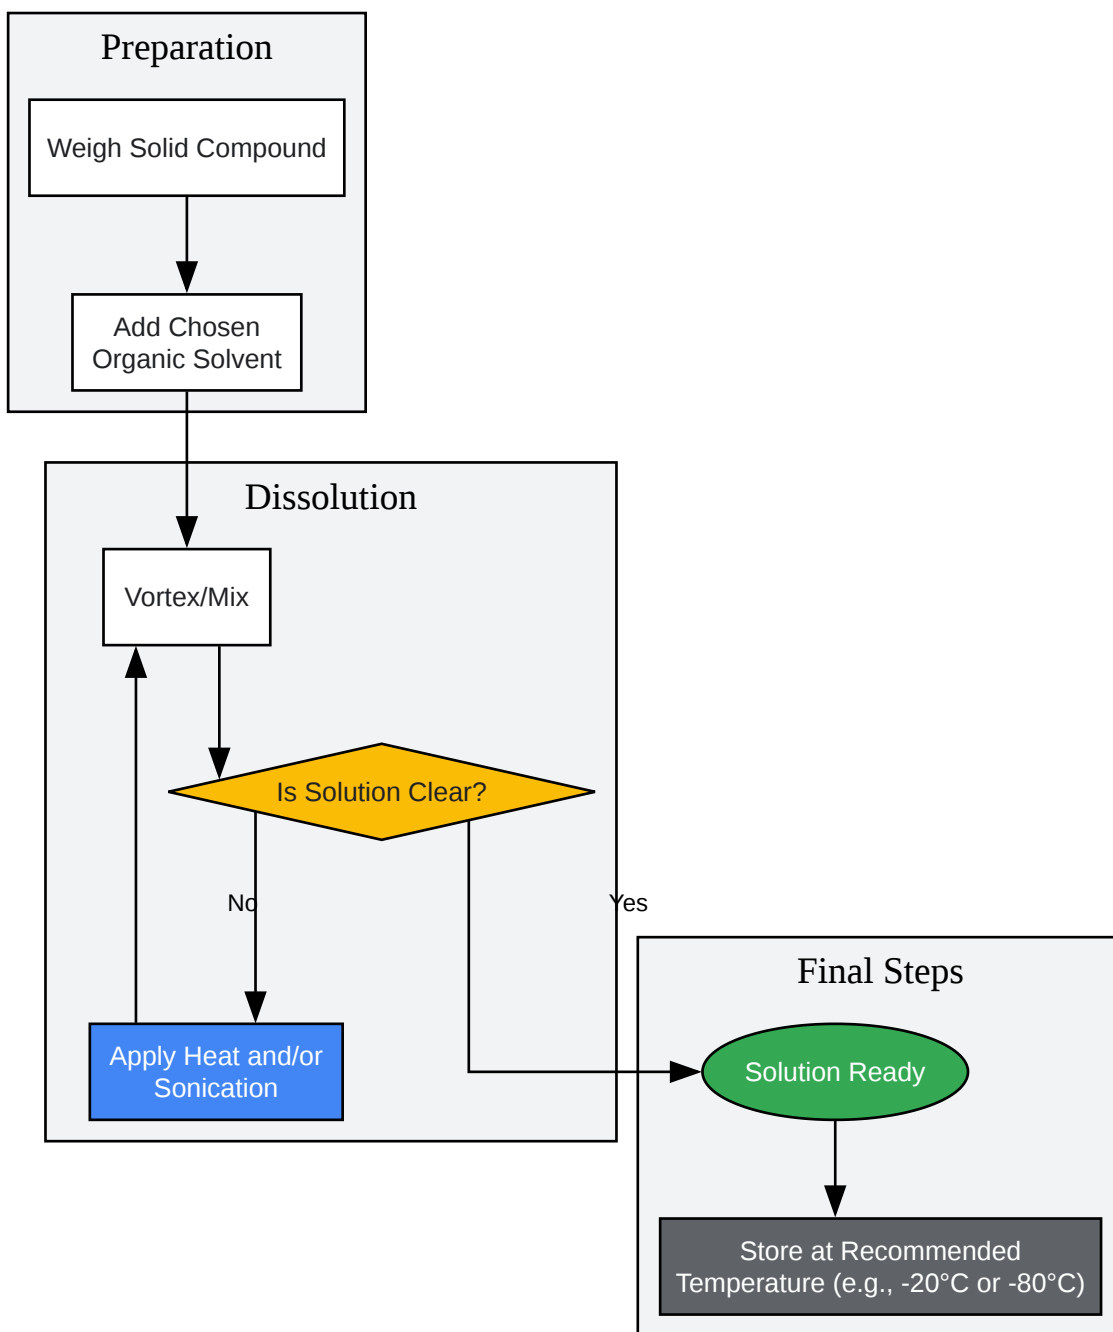 Preparation
Weigh Solid Compound
Add Chosen
Organic Solvent
Dissolution
Vortex/Mix
Is Solution Clear?
No
Yes
Apply Heat and/or
Sonication
Final Steps
Solution Ready
Store at Recommended
Temperature (e.g., -20°C or -80°C)